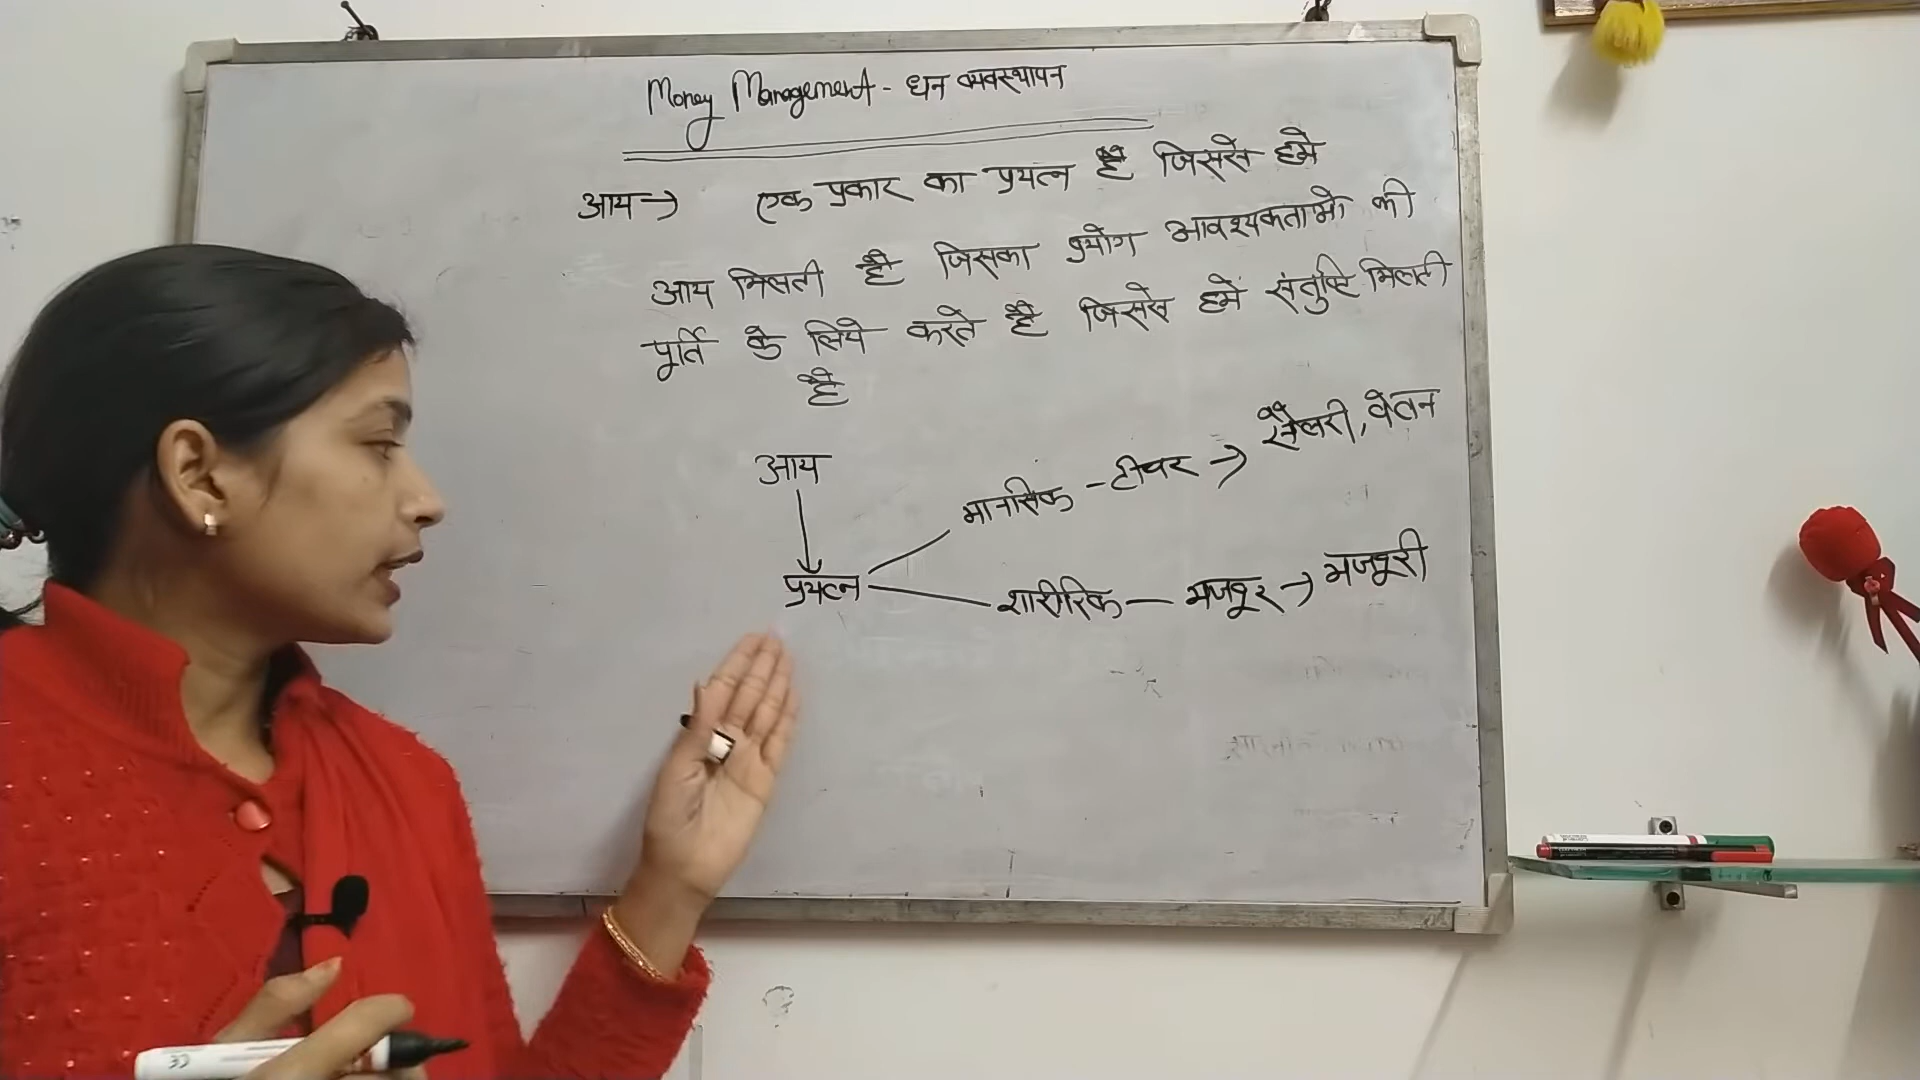 Money Management - धन व्यवस्थापन
आय → एक प्रकार का प्रयत्न है जिससे हमे
आय मिलती है जिसका प्रयोग आवश्यकताओ की
पूर्ति के लिये करते है जिससे हमें संतुष्टि मिलती
है
आय
प्रयत्न
मानसिक - टीचर → सैलरी, वेतन
शारीरिक — मजदूर → मजदूरी